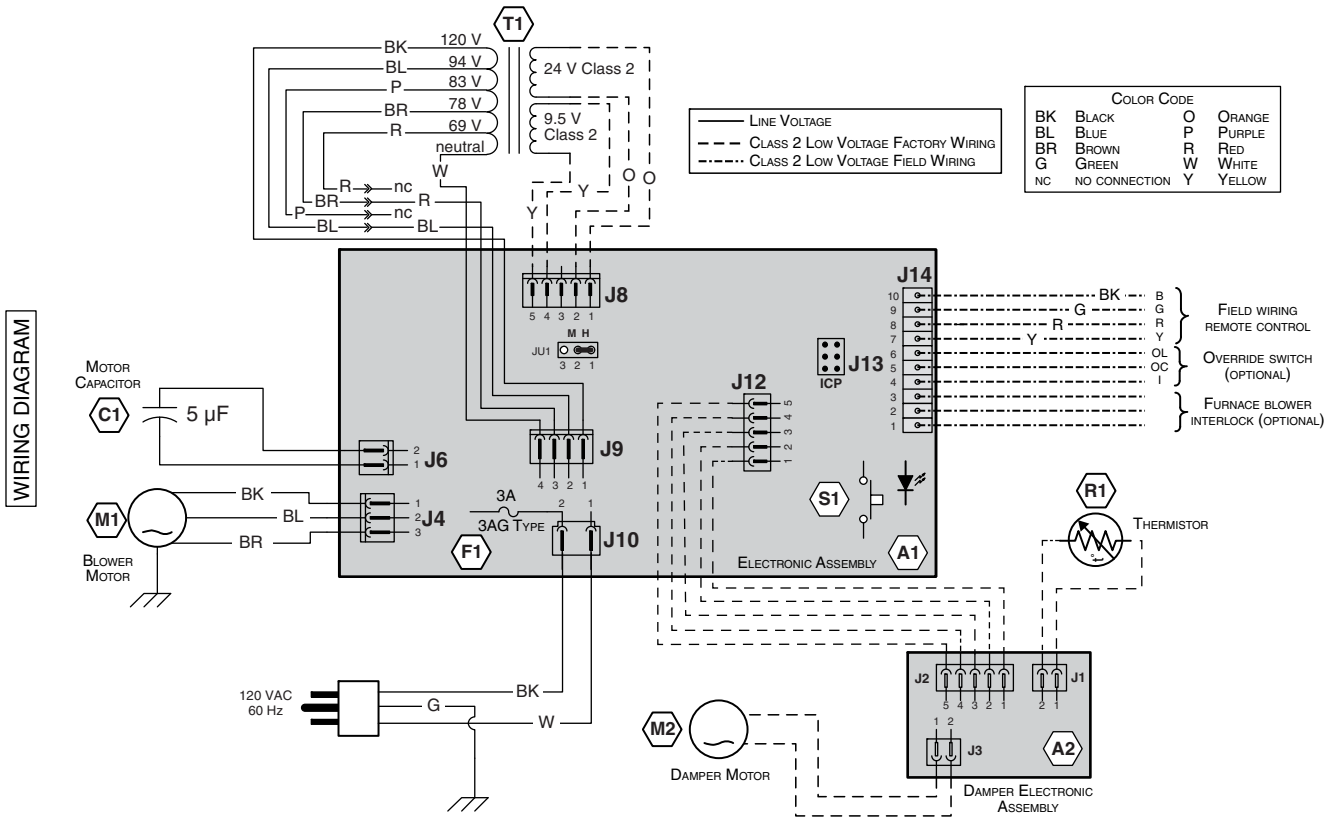 WIRING DIAGRAM
T1
BK 120 V
BL 94 V
P 83 V
BR 78 V
R 69 V
neutral
W
24 V Class 2
9.5 V
Class 2
R nc
BR R
P nc
BL BL
Y Y O O
LINE VOLTAGE
CLASS 2 LOW VOLTAGE FACTORY WIRING
CLASS 2 LOW VOLTAGE FIELD WIRING
COLOR CODE
BK BLACK O ORANGE
BL BLUE P PURPLE
BR BROWN R RED
G GREEN W WHITE
NC NO CONNECTION Y YELLOW
J8
5 4 3 2 1
M H
JU1
3 2 1
J14
10 BK B
9 G G
8 R R
7 Y Y
6 OL
5 OC
4 I
3
2
1
FIELD WIRING
REMOTE CONTROL
OVERRIDE SWITCH
(OPTIONAL)
FURNACE BLOWER
INTERLOCK (OPTIONAL)
J13
ICP
J12
5
4
3
2
1
MOTOR
CAPACITOR
C1
5 µF
2
1
J6
J9
4 3 2 1
M1
BLOWER
MOTOR
BK
BL
BR
1
2
3
J4
3A
3AG TYPE
F1
2 1
J10
S1
ELECTRONIC ASSEMBLY
A1
R1
THERMISTOR
t°
120 VAC
60 Hz
BK
G
W
M2
DAMPER MOTOR
J2
5 4 3 2 1
J1
2 1
1 2
J3
A2
DAMPER ELECTRONIC
ASSEMBLY